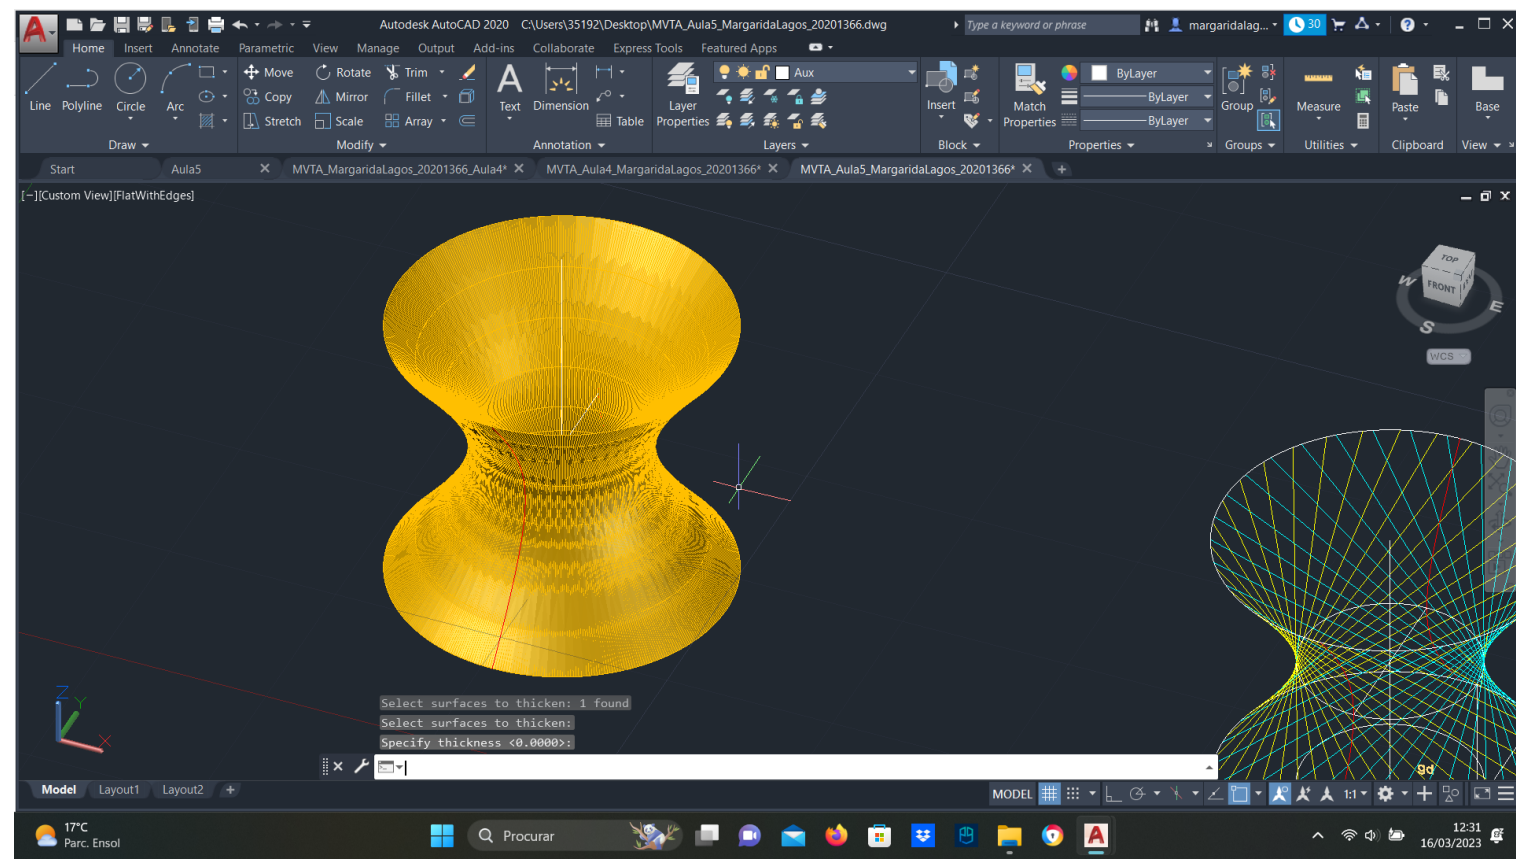 Autodesk AutoCAD 2020 C:\Users\35192\Desktop\MVTA_Aula5_MargaridaLagos_20201366.dwg
Type a keyword or phrase
margaridalag...
30
Home Insert Annotate Parametric View Manage Output Add-ins Collaborate Express Tools Featured Apps
Line Polyline Circle Arc
Move Rotate Trim
Copy Mirror Fillet
Stretch Scale Array
Text Dimension
Table
Layer
Properties
Aux
Insert
Match
Properties
ByLayer
ByLayer
ByLayer
Group
Measure
Paste
Base
Draw Modify Annotation Layers Block Properties Groups Utilities Clipboard View
Start Aula5 MVTA_MargaridaLagos_20201366_Aula4* MVTA_Aula4_MargaridaLagos_20201366* MVTA_Aula5_MargaridaLagos_20201366*
[−][Custom View][FlatWithEdges]
TOP
FRONT
W
E
S
WCS
Z
Y
X
Select surfaces to thicken: 1 found
Select surfaces to thicken:
Specify thickness <0.0000>:
gd
Model Layout1 Layout2 +
MODEL
1:1
17°C
Parc. Ensol
Procurar
12:31
16/03/2023